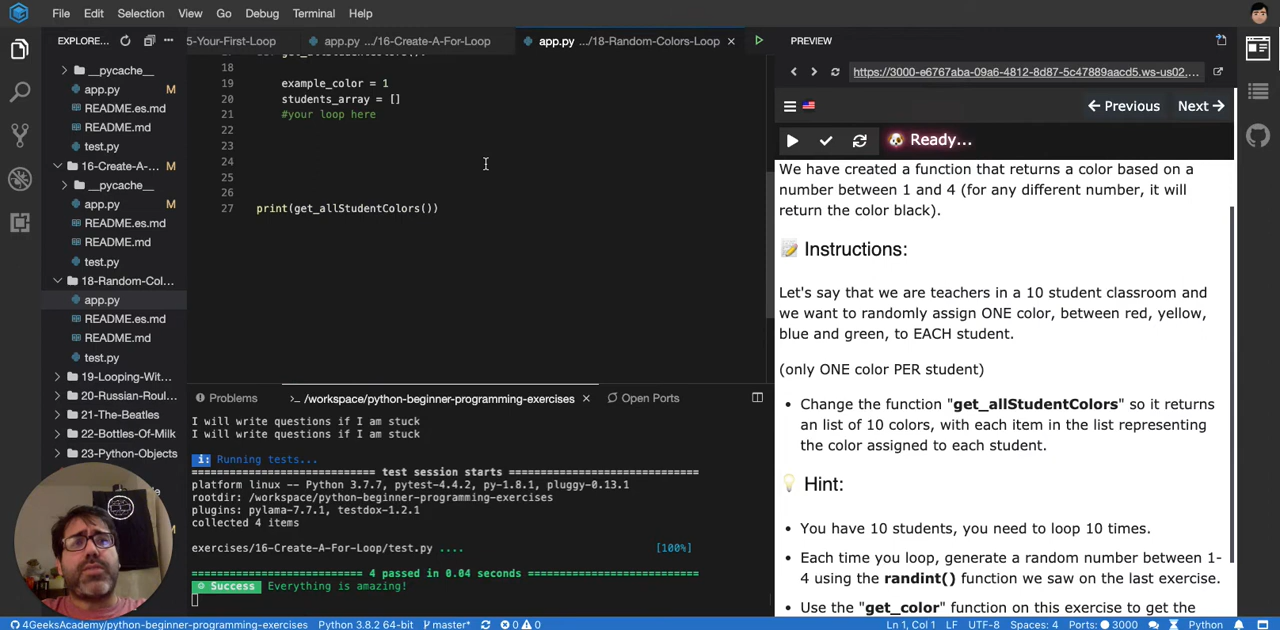 File Edit Selection View Go Debug Terminal Help
EXPLORE...
5-Your-First-Loop
app.py .../16-Create-A-For-Loop
app.py .../18-Random-Colors-Loop
PREVIEW
__pycache__
app.py M
README.es.md
README.md
test.py
16-Create-A-... M
__pycache__
app.py M
README.es.md
README.md
test.py
18-Random-Col...
app.py
README.es.md
README.md
test.py
19-Looping-Wit...
20-Russian-Roul...
21-The-Beatles
22-Bottles-Of-Milk
23-Python-Objects
18
19 example_color = 1
20 students_array = []
21 #your loop here
22
23
24
25
26
27 print(get_allStudentColors())
Problems
>_ /workspace/python-beginner-programming-exercises
Open Ports
I will write questions if I am stuck
I will write questions if I am stuck
i: Running tests...
=========================== test session starts ============================
platform linux -- Python 3.7.7, pytest-4.4.2, py-1.8.1, pluggy-0.13.1
rootdir: /workspace/python-beginner-programming-exercises
plugins: pylama-7.7.1, testdox-1.2.1
collected 4 items
exercises/16-Create-A-For-Loop/test.py .... [100%]
========================= 4 passed in 0.04 seconds =========================
Success Everything is amazing!
https://3000-e6767aba-09a6-4812-8d87-5c47889aacd5.ws-us02....
Previous Next
Ready...
We have created a function that returns a color based on a
number between 1 and 4 (for any different number, it will
return the color black).
Instructions:
Let's say that we are teachers in a 10 student classroom and
we want to randomly assign ONE color, between red, yellow,
blue and green, to EACH student.
(only ONE color PER student)
• Change the function "get_allStudentColors" so it returns
an list of 10 colors, with each item in the list representing
the color assigned to each student.
Hint:
• You have 10 students, you need to loop 10 times.
• Each time you loop, generate a random number between 1-
4 using the randint() function we saw on the last exercise.
• Use the "get_color" function on this exercise to get the
4GeeksAcademy/python-beginner-programming-exercises Python 3.8.2 64-bit master* 0 0
Ln 1, Col 1 LF UTF-8 Spaces: 4 Ports: 3000 Python